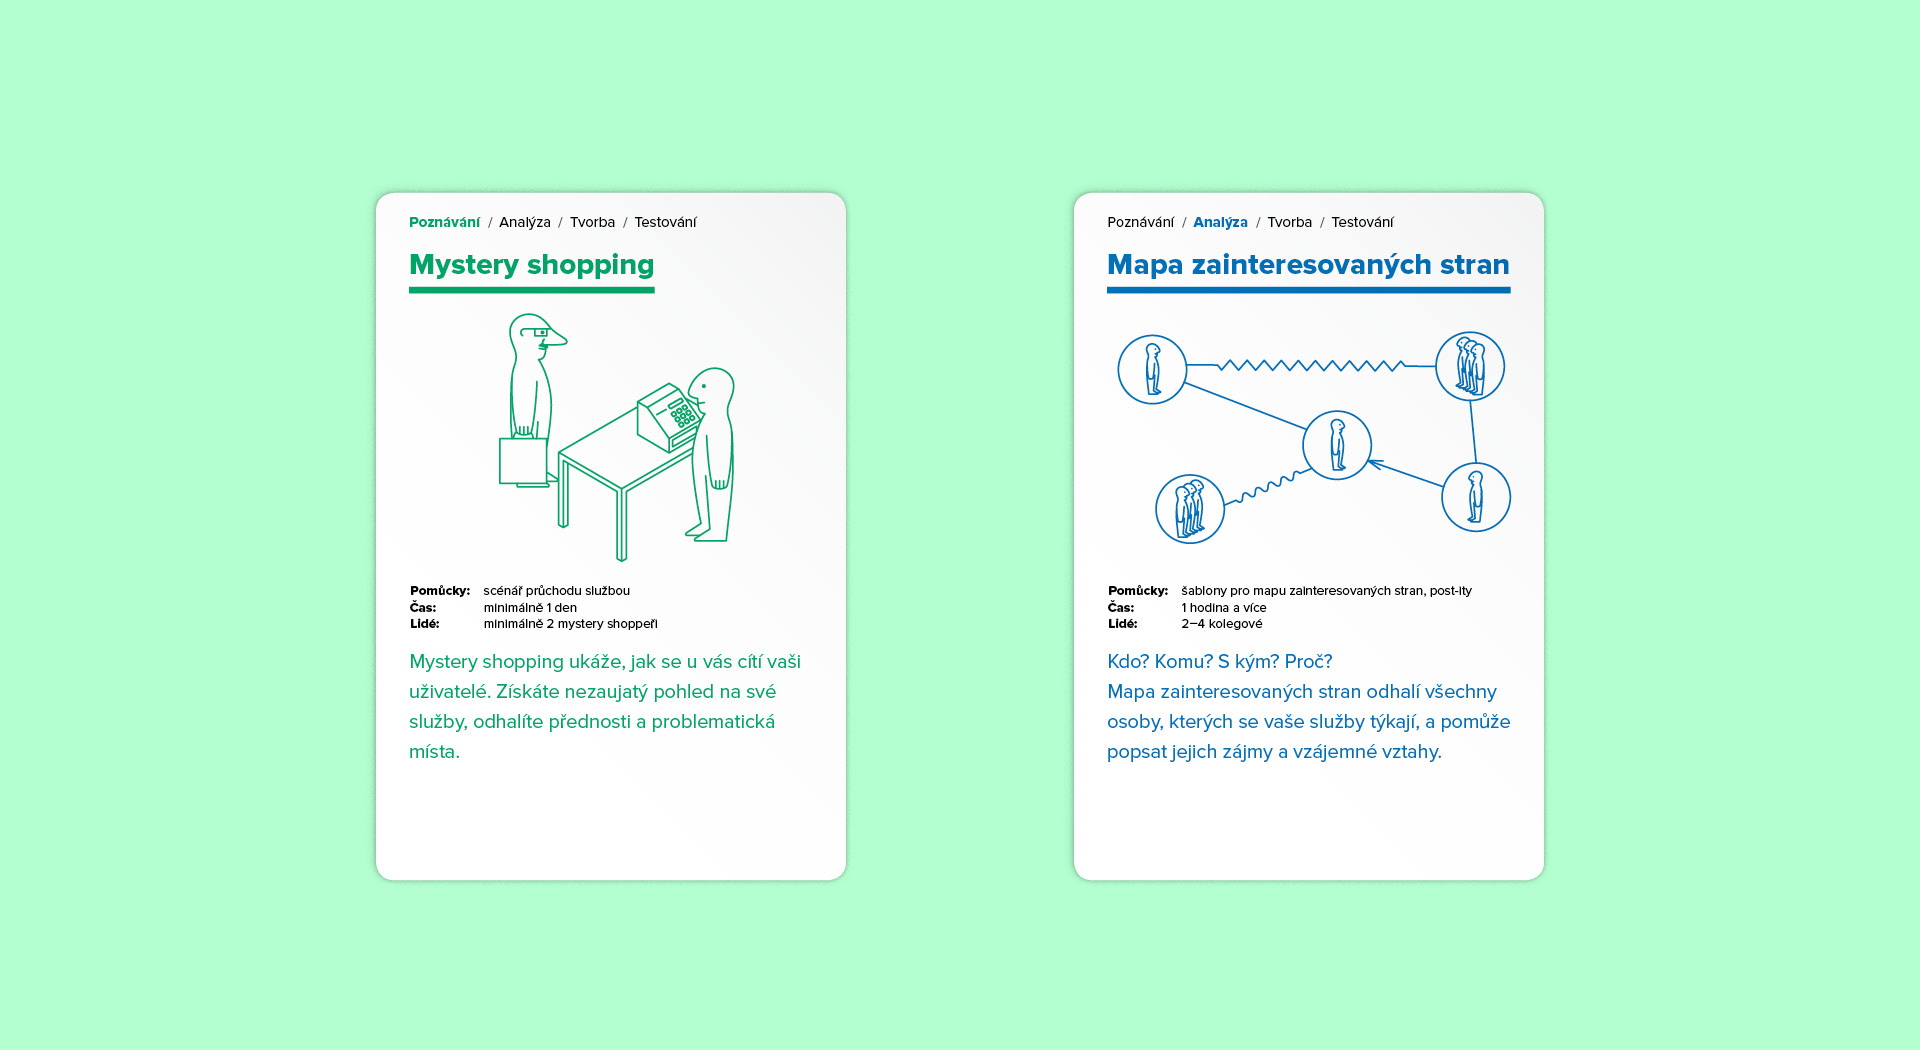 Poznávání / Analýza / Tvorba / Testování
Mystery shopping
Pomůcky: scénář průchodu službou
Čas: minimálně 1 den
Lidé: minimálně 2 mystery shoppeři
Mystery shopping ukáže, jak se u vás cítí vaši
uživatelé. Získáte nezaujatý pohled na své
služby, odhalíte přednosti a problematická
místa.
Poznávání / Analýza / Tvorba / Testování
Mapa zainteresovaných stran
Pomůcky: šablony pro mapu zainteresovaných stran, post-ity
Čas: 1 hodina a více
Lidé: 2–4 kolegové
Kdo? Komu? S kým? Proč?
Mapa zainteresovaných stran odhalí všechny
osoby, kterých se vaše služby týkají, a pomůže
popsat jejich zájmy a vzájemné vztahy.